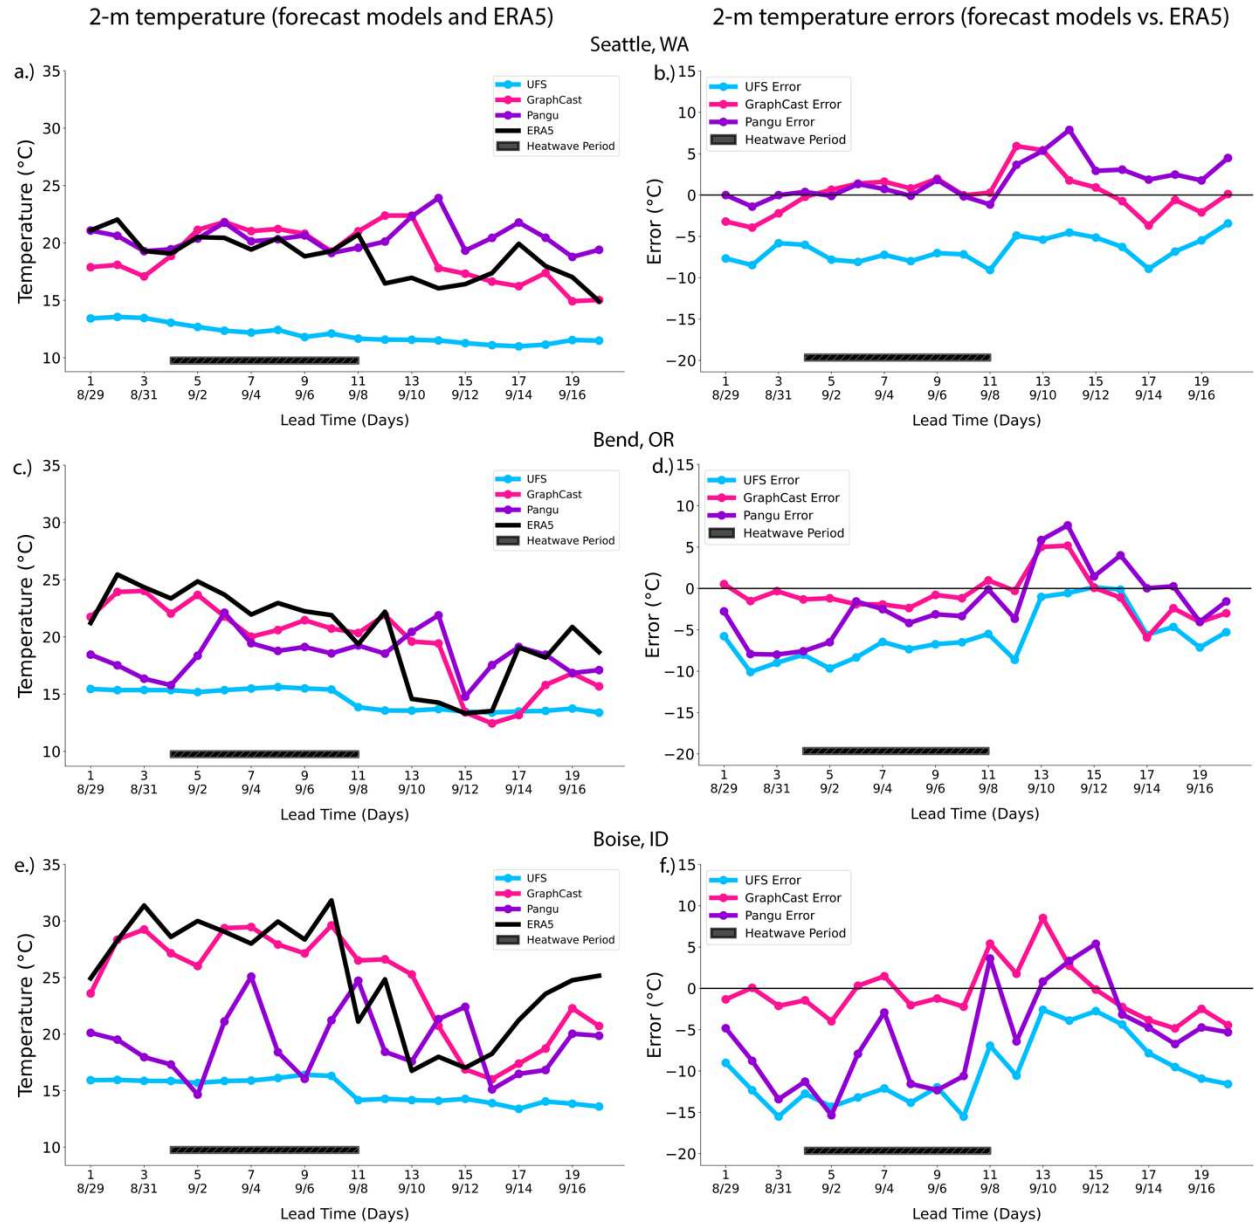 2-m temperature (forecast models and ERA5)
2-m temperature errors (forecast models vs. ERA5)
Seattle, WA
a.)
35
30
25
20
15
10
Temperature (°C)
UFS
GraphCast
Pangu
ERA5
Heatwave Period
1 3 5 7 9 11 13 15 17 19
8/29 8/31 9/2 9/4 9/6 9/8 9/10 9/12 9/14 9/16
Lead Time (Days)
b.)
15
10
5
0
−5
−10
−15
−20
Error (°C)
UFS Error
GraphCast Error
Pangu Error
Heatwave Period
1 3 5 7 9 11 13 15 17 19
8/29 8/31 9/2 9/4 9/6 9/8 9/10 9/12 9/14 9/16
Lead Time (Days)
Bend, OR
c.)
35
30
25
20
15
10
Temperature (°C)
UFS
GraphCast
Pangu
ERA5
Heatwave Period
1 3 5 7 9 11 13 15 17 19
8/29 8/31 9/2 9/4 9/6 9/8 9/10 9/12 9/14 9/16
Lead Time (Days)
d.)
15
10
5
0
−5
−10
−15
−20
Error (°C)
UFS Error
GraphCast Error
Pangu Error
Heatwave Period
1 3 5 7 9 11 13 15 17 19
8/29 8/31 9/2 9/4 9/6 9/8 9/10 9/12 9/14 9/16
Lead Time (Days)
Boise, ID
e.)
35
30
25
20
15
10
Temperature (°C)
UFS
GraphCast
Pangu
ERA5
Heatwave Period
1 3 5 7 9 11 13 15 17 19
8/29 8/31 9/2 9/4 9/6 9/8 9/10 9/12 9/14 9/16
Lead Time (Days)
f.)
15
10
5
0
−5
−10
−15
−20
Error (°C)
UFS Error
GraphCast Error
Pangu Error
Heatwave Period
1 3 5 7 9 11 13 15 17 19
8/29 8/31 9/2 9/4 9/6 9/8 9/10 9/12 9/14 9/16
Lead Time (Days)